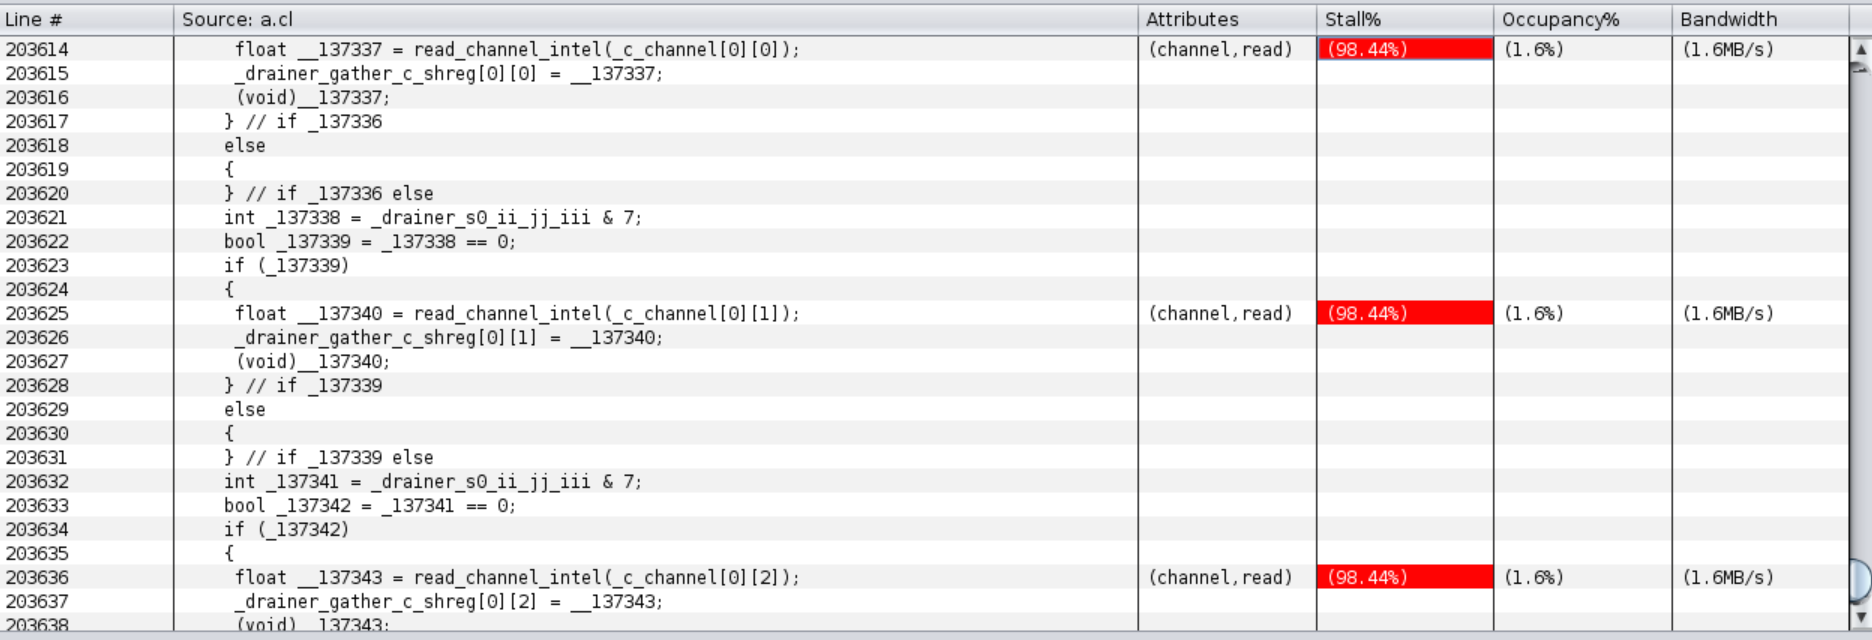 Line # Source: a.cl Attributes Stall% Occupancy% Bandwidth
203614 float __137337 = read_channel_intel(_c_channel[0][0]); (channel,read) (98.44%) (1.6%) (1.6MB/s)
203615 _drainer_gather_c_shreg[0][0] = __137337;
203616 (void)__137337;
203617 } // if _137336
203618 else
203619 {
203620 } // if _137336 else
203621 int _137338 = _drainer_s0_ii_jj_iii & 7;
203622 bool _137339 = _137338 == 0;
203623 if (_137339)
203624 {
203625 float __137340 = read_channel_intel(_c_channel[0][1]); (channel,read) (98.44%) (1.6%) (1.6MB/s)
203626 _drainer_gather_c_shreg[0][1] = __137340;
203627 (void)__137340;
203628 } // if _137339
203629 else
203630 {
203631 } // if _137339 else
203632 int _137341 = _drainer_s0_ii_jj_iii & 7;
203633 bool _137342 = _137341 == 0;
203634 if (_137342)
203635 {
203636 float __137343 = read_channel_intel(_c_channel[0][2]); (channel,read) (98.44%) (1.6%) (1.6MB/s)
203637 _drainer_gather_c_shreg[0][2] = __137343;
203638 (void)__137343;